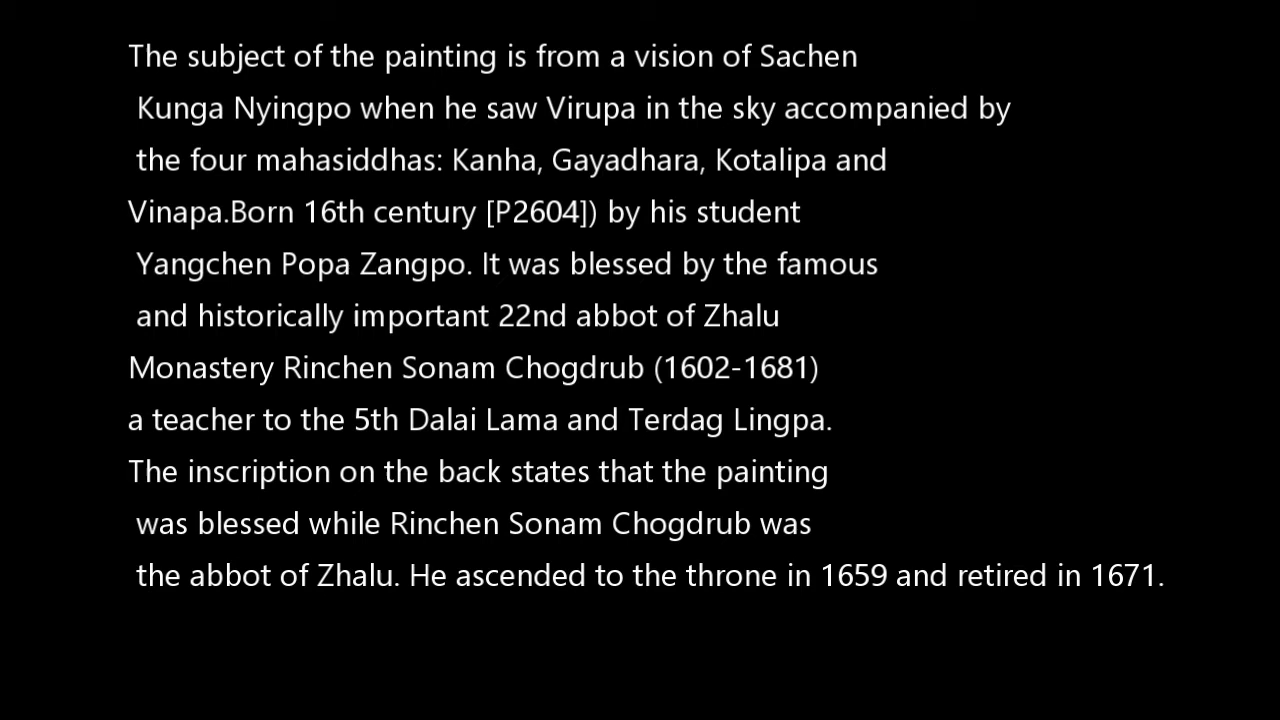 The subject of the painting is from a vision of Sachen
Kunga Nyingpo when he saw Virupa in the sky accompanied by
the four mahasiddhas: Kanha, Gayadhara, Kotalipa and
Vinapa.Born 16th century [P2604]) by his student
Yangchen Popa Zangpo. It was blessed by the famous
and historically important 22nd abbot of Zhalu
Monastery Rinchen Sonam Chogdrub (1602-1681)
a teacher to the 5th Dalai Lama and Terdag Lingpa.
The inscription on the back states that the painting
was blessed while Rinchen Sonam Chogdrub was
the abbot of Zhalu. He ascended to the throne in 1659 and retired in 1671.